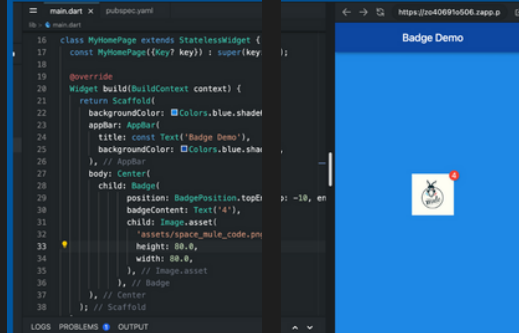 main.dart ×
pubspec.yaml
lib > main.dart
16 class MyHomePage extends StatelessWidget {
17 const MyHomePage({Key? key}) : super(key: );
18
19 @override
20 Widget build(BuildContext context) {
21 return Scaffold(
22 backgroundColor: Colors.blue.shade
23 appBar: AppBar(
24 title: const Text('Badge Demo'),
25 backgroundColor: Colors.blue.sha ,
26 ), // AppBar
27 body: Center(
28 child: Badge(
29 position: BadgePosition.topEn p: -10, en
30 badgeContent: Text('4'),
31 child: Image.asset(
32 'assets/space_mule_code.png
33 height: 80.0,
34 width: 80.0,
35 ), // Image.asset
36 ), // Badge
37 ), // Center
38 ); // Scaffold
LOGS PROBLEMS 1 OUTPUT
https://zo40691o506.zapp.p
Badge Demo
4